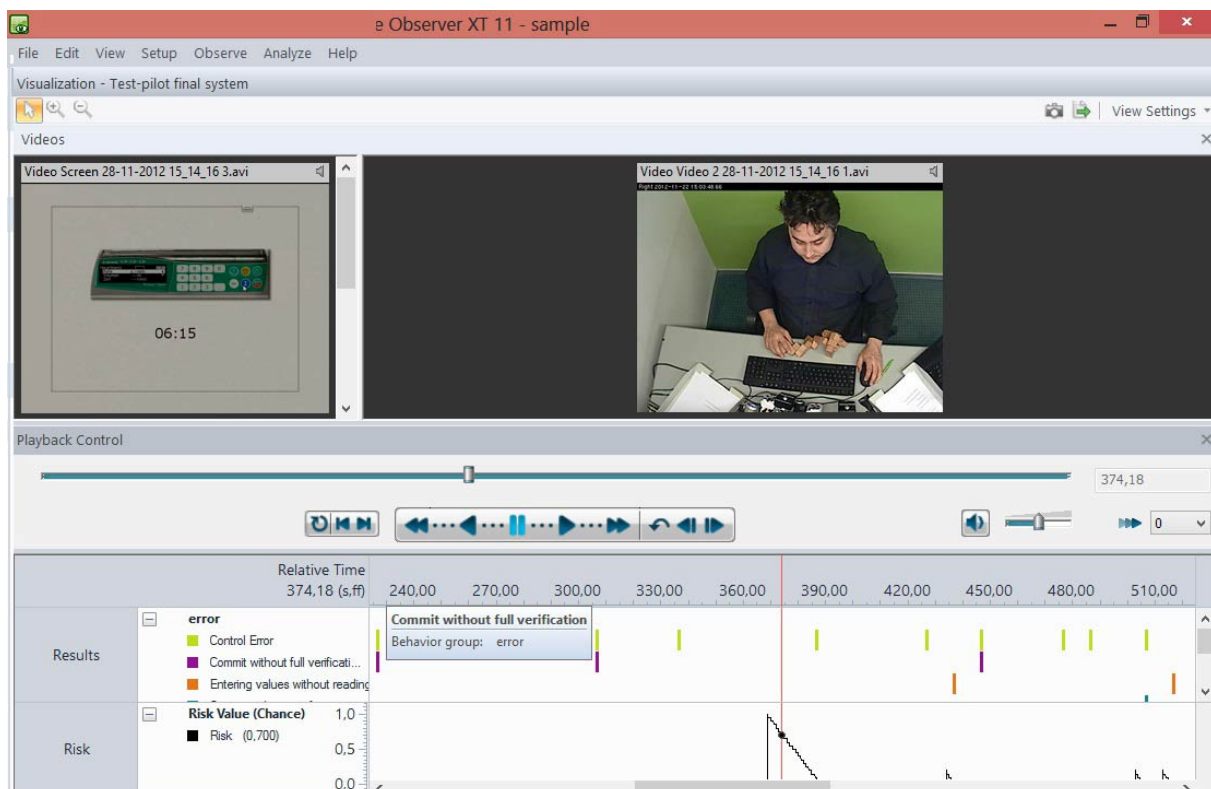 e Observer XT 11 - sample
File Edit View Setup Observe Analyze Help
Visualization - Test-pilot final system
View Settings
Videos
Video Screen 28-11-2012 15_14_16 3.avi
Video Video 2 28-11-2012 15_14_16 1.avi
06:15
Playback Control
374,18
0
Relative Time
374,18 (s,ff)
240,00 270,00 300,00 330,00 360,00 390,00 420,00 450,00 480,00 510,00
Results
error
Control Error
Commit without full verificati...
Entering values without reading
Commit without full verification
Behavior group: error
Risk
Risk Value (Chance)
Risk (0,700)
1,0
0,5
0,0